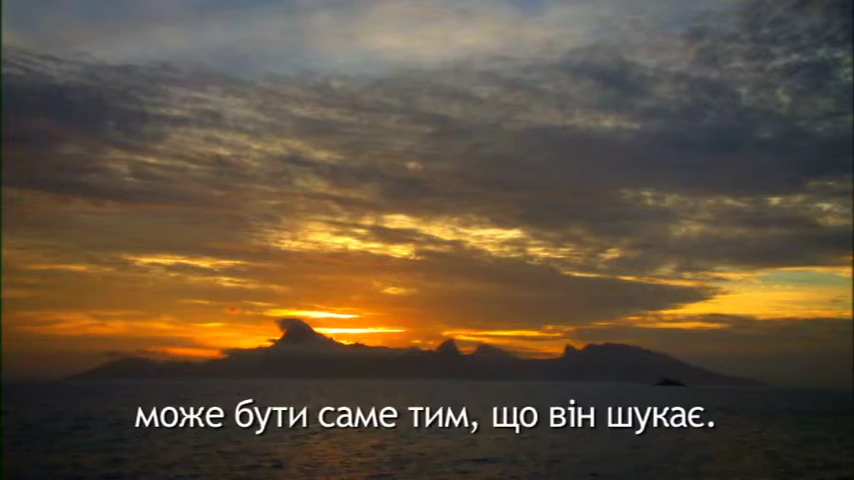 може бути саме тим, що він шукає.